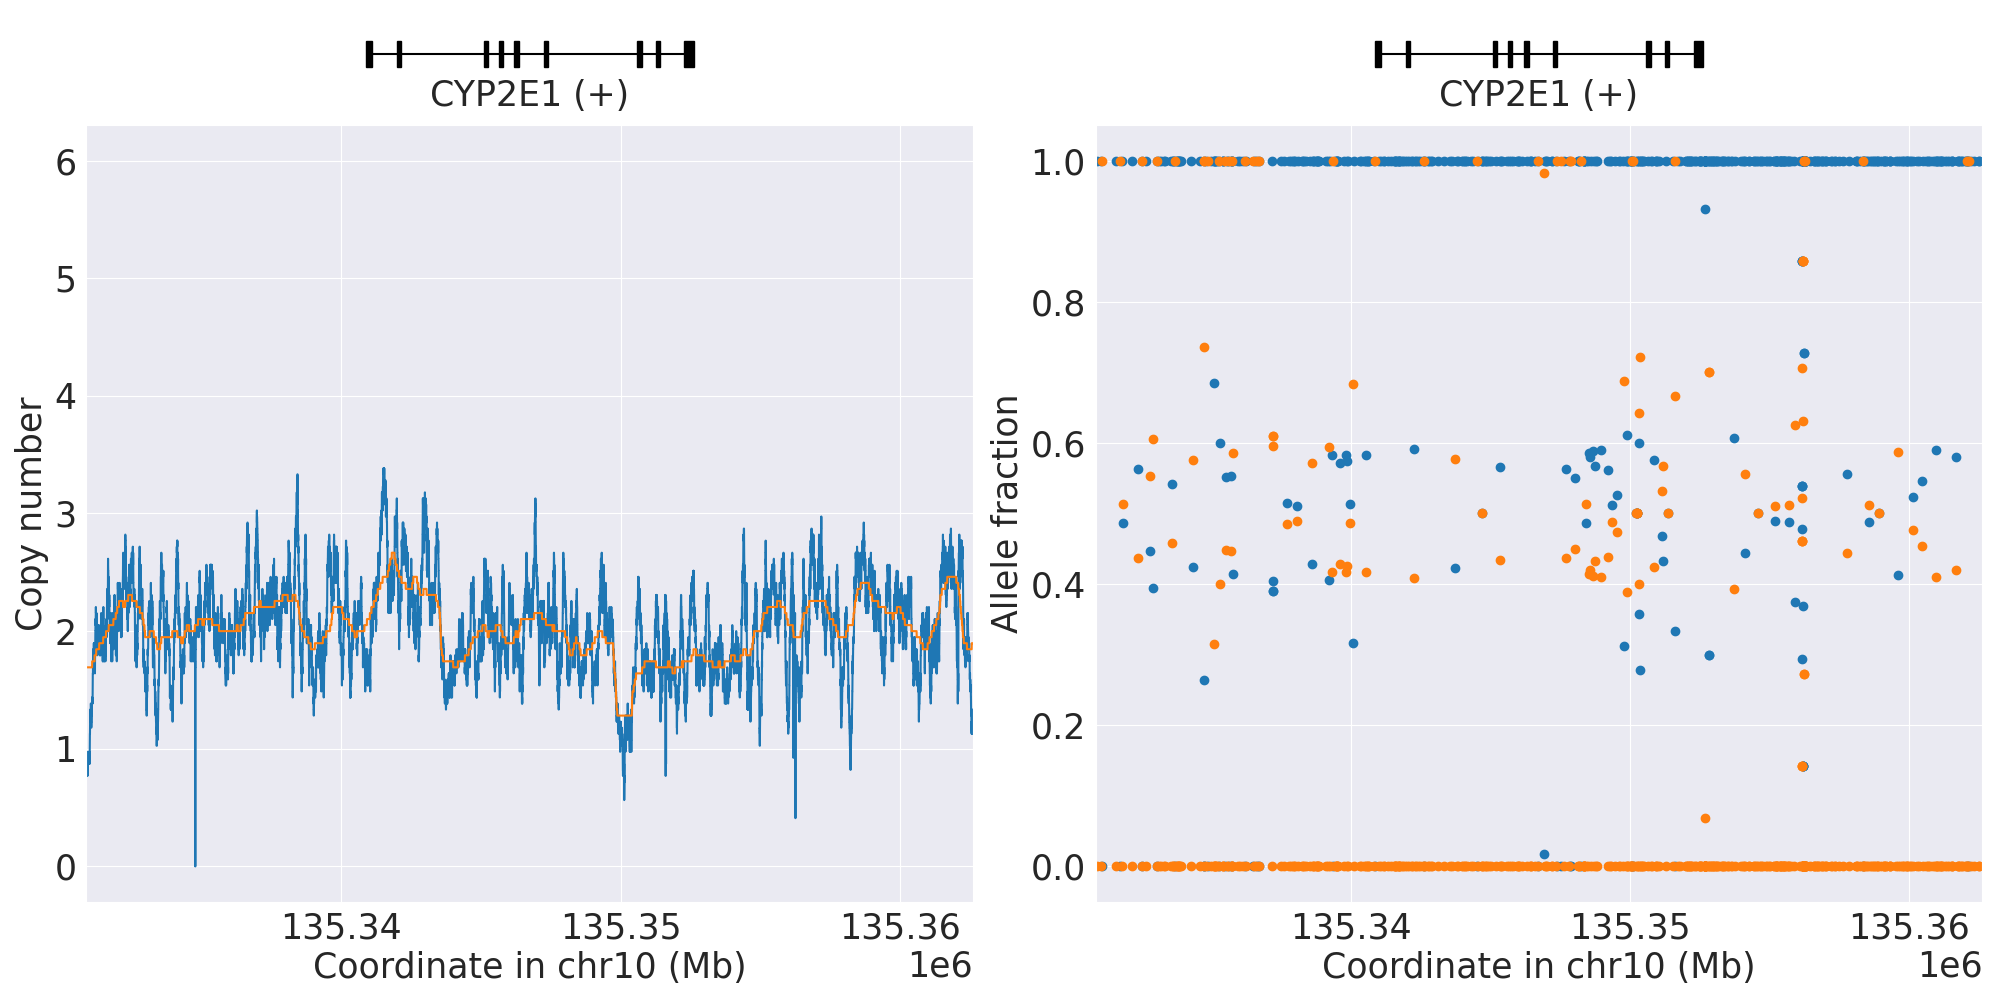 CYP2E1 (+)
6
5
4
3
2
1
0
Copy number
135.34 135.35 135.36
Coordinate in chr10 (Mb)
1e6
CYP2E1 (+)
1.0
0.8
0.6
0.4
0.2
0.0
Allele fraction
135.34 135.35 135.36
Coordinate in chr10 (Mb)
1e6